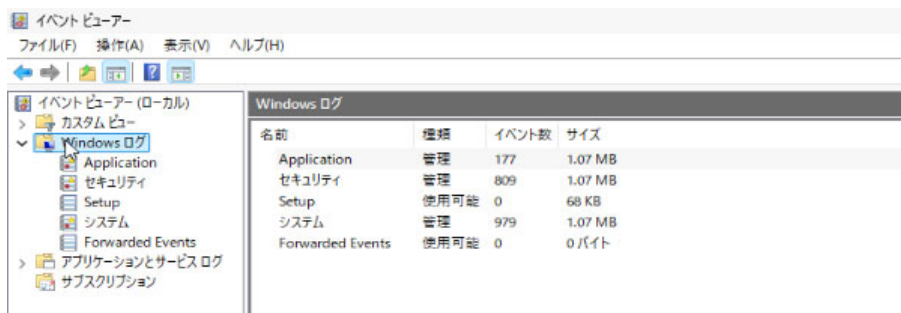 イベント ビューアー
ファイル(F) 操作(A) 表示(V) ヘルプ(H)
イベント ビューアー (ローカル)
カスタム ビュー
Windows ログ
Application
セキュリティ
Setup
システム
Forwarded Events
アプリケーションとサービス ログ
サブスクリプション
Windows ログ
名前 種類 イベント数 サイズ
Application 管理 177 1.07 MB
セキュリティ 管理 809 1.07 MB
Setup 使用可能 0 68 KB
システム 管理 979 1.07 MB
Forwarded Events 使用可能 0 0 バイト